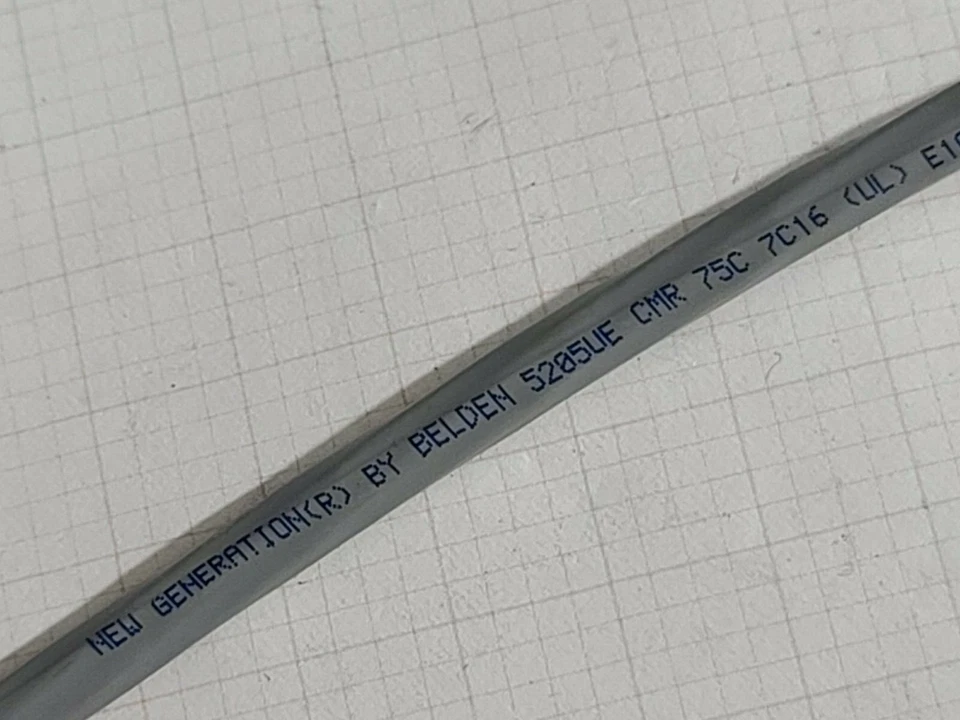 NEW GENERATION(R) BY BELDEN 5205UE CMR 75C 7C16 (UL)